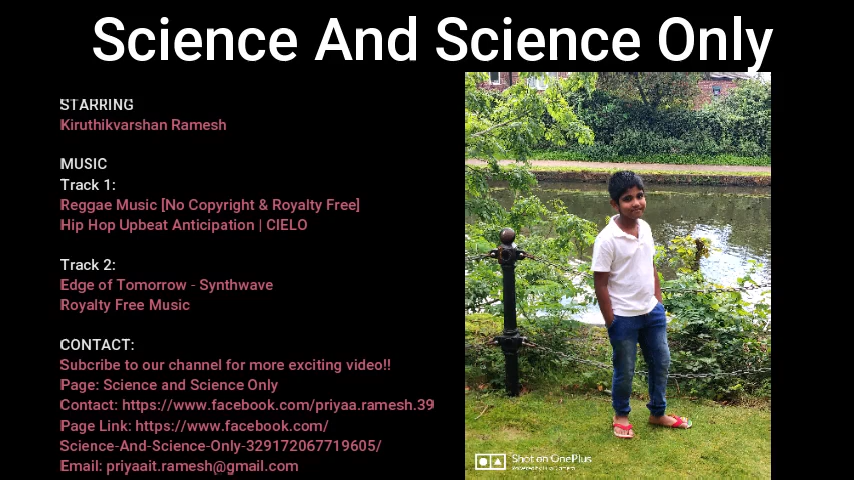 Science And Science Only
STARRING
Kiruthikvarshan Ramesh
MUSIC
Track 1:
Reggae Music [No Copyright & Royalty Free]
Hip Hop Upbeat Anticipation | CIELO
Track 2:
Edge of Tomorrow - Synthwave
Royalty Free Music
CONTACT:
Subcribe to our channel for more exciting video!!
Page: Science and Science Only
Contact: https://www.facebook.com/priyaa.ramesh.39
Page Link: https://www.facebook.com/
Science-And-Science-Only-329172067719605/
Email: priyaait.ramesh@gmail.com
Shot on OnePlus